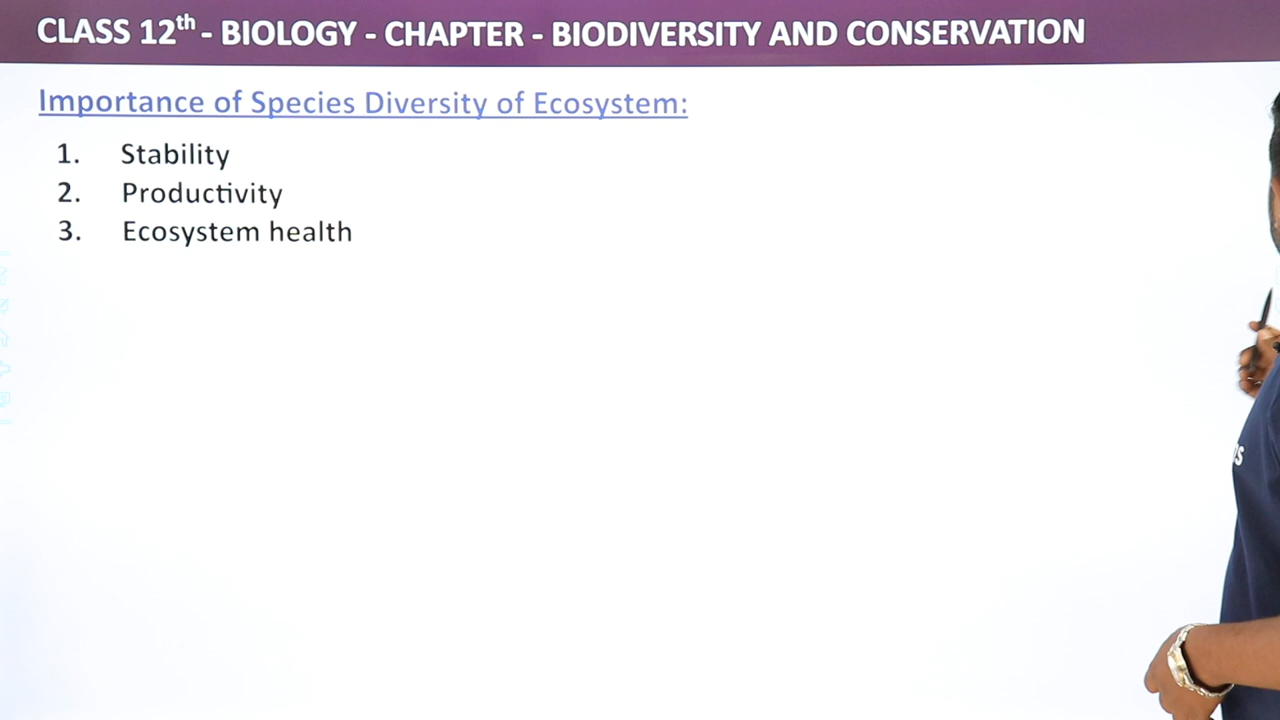 CLASS 12th - BIOLOGY - CHAPTER - BIODIVERSITY AND CONSERVATION
Importance of Species Diversity of Ecosystem:
1. Stability
2. Productivity
3. Ecosystem health